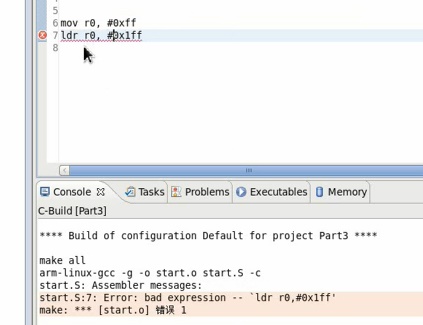 5
6 mov r0, #0xff
7 ldr r0, #0x1ff
8
Console Tasks Problems Executables Memory
C-Build [Part3]
**** Build of configuration Default for project Part3 ****
make all
arm-linux-gcc -g -o start.o start.S -c
start.S: Assembler messages:
start.S:7: Error: bad expression -- `ldr r0,#0x1ff'
make: *** [start.o] 错误 1